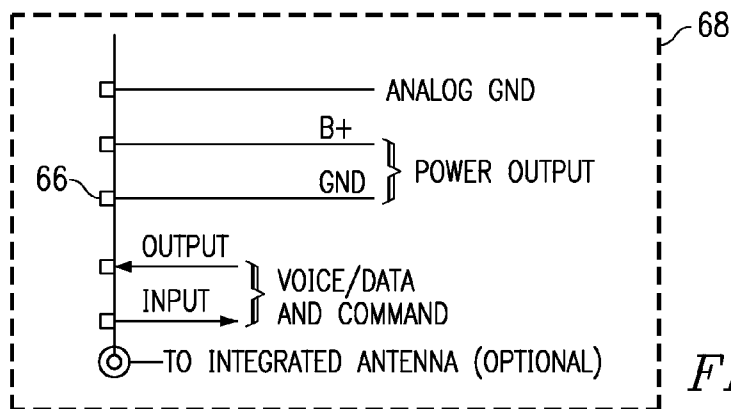 68
ANALOG GND
B+
POWER OUTPUT
66
GND
OUTPUT
VOICE/DATA
AND COMMAND
INPUT
TO INTEGRATED ANTENNA (OPTIONAL)